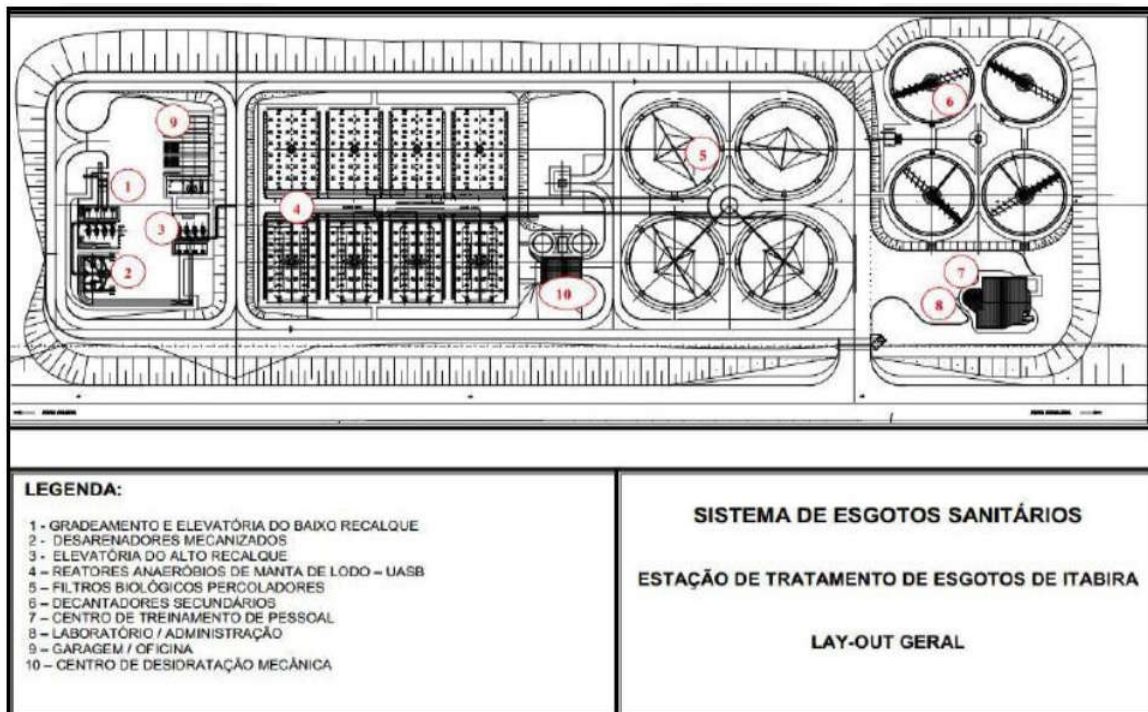 9
1
3
2
4
10
5
6
7
8
LEGENDA:
1 - GRADEAMENTO E ELEVATÓRIA DO BAIXO RECALQUE
2 - DESARENADORES MECANIZADOS
3 - ELEVATÓRIA DO ALTO RECALQUE
4 – REATORES ANAERÓBIOS DE MANTA DE LODO – UASB
5 – FILTROS BIOLÓGICOS PERCOLADORES
6 – DECANTADORES SECUNDÁRIOS
7 – CENTRO DE TREINAMENTO DE PESSOAL
8 – LABORATÓRIO / ADMINISTRAÇÃO
9 – GARAGEM / OFICINA
10 – CENTRO DE DESIDRATAÇÃO MECÂNICA
SISTEMA DE ESGOTOS SANITÁRIOS
ESTAÇÃO DE TRATAMENTO DE ESGOTOS DE ITABIRA
LAY-OUT GERAL